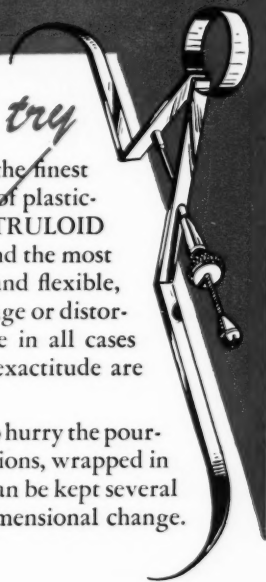 try
the finest
of plastic-
TRULOID
nd the most
and flexible,
ge or distor-
e in all cases
exactitude are
hurry the pour-
ions, wrapped in
an be kept several
mensional change.